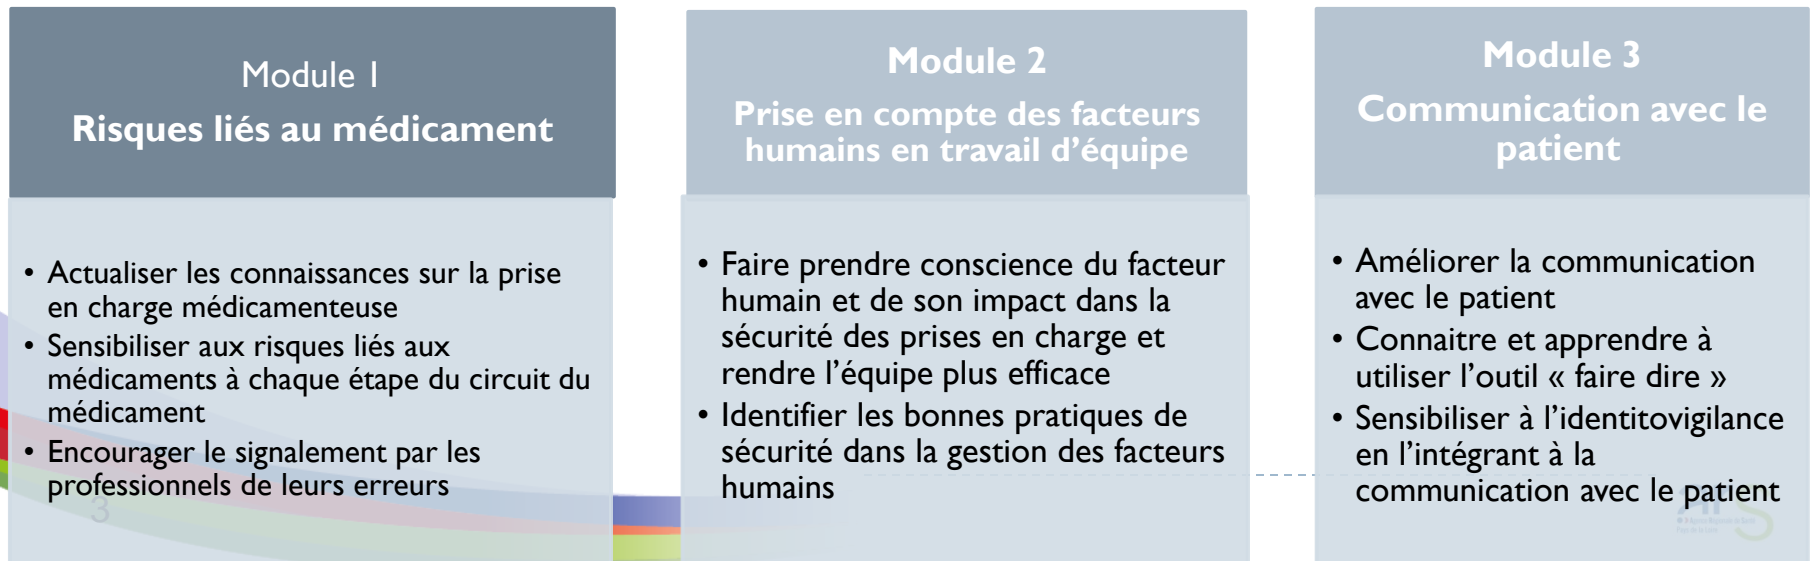 Module 1
Risques liés au médicament
• Actualiser les connaissances sur la prise
en charge médicamenteuse
• Sensibiliser aux risques liés aux
médicaments à chaque étape du circuit du
médicament
• Encourager le signalement par les
professionnels de leurs erreurs
3
Module 2
Prise en compte des facteurs
humains en travail d’équipe
• Faire prendre conscience du facteur
humain et de son impact dans la
sécurité des prises en charge et
rendre l’équipe plus efficace
• Identifier les bonnes pratiques de
sécurité dans la gestion des facteurs
humains
Module 3
Communication avec le
patient
• Améliorer la communication
avec le patient
• Connaitre et apprendre à
utiliser l’outil « faire dire »
• Sensibiliser à l’identitovigilance
en l’intégrant à la
communication avec le patient